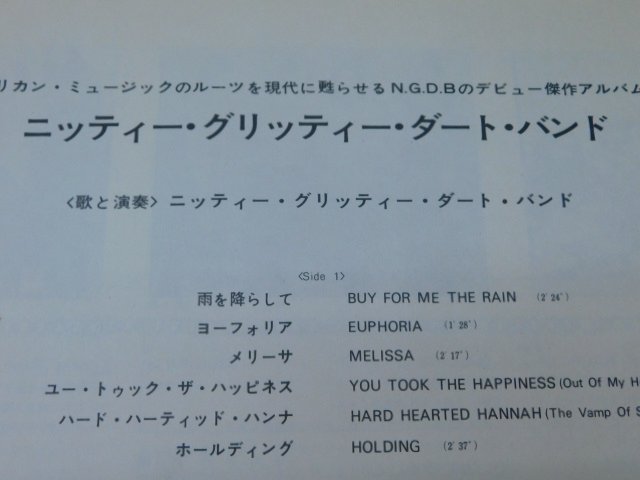 リカン・ミュージックのルーツを現代に甦らせるN.G.D.Bのデビュー傑作アルバム
ニッティー・グリッティー・ダート・バンド
〈歌と演奏〉ニッティー・グリッティー・ダート・バンド
〈Side 1〉
雨を降らして BUY FOR ME THE RAIN (2′24″)
ヨーフォリア EUPHORIA (1′28″)
メリーサ MELISSA (2′17″)
ユー・トゥック・ザ・ハッピネス YOU TOOK THE HAPPINESS (Out Of My H
ハード・ハーティッド・ハンナ HARD HEARTED HANNAH (The Vamp Of S
ホールディング HOLDING (2′37″)